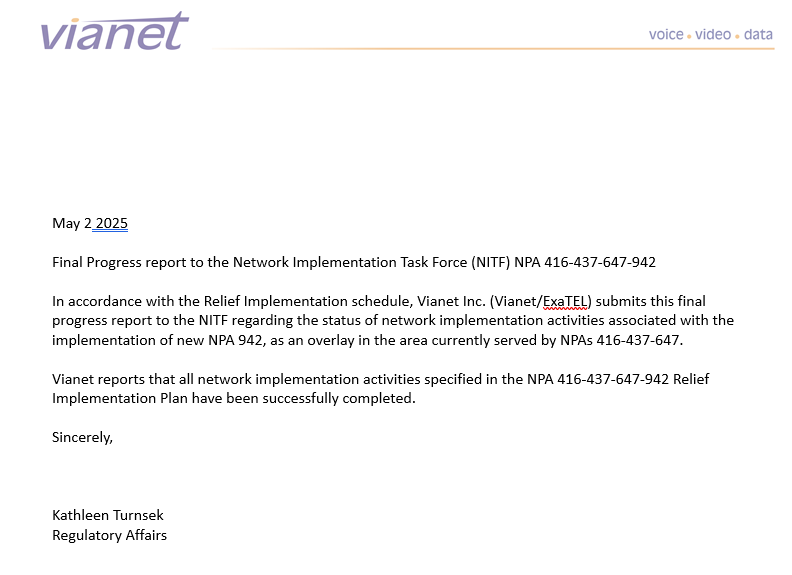 vianet
voice • video • data
May 2 2025
Final Progress report to the Network Implementation Task Force (NITF) NPA 416-437-647-942
In accordance with the Relief Implementation schedule, Vianet Inc. (Vianet/ExaTEL) submits this final
progress report to the NITF regarding the status of network implementation activities associated with the
implementation of new NPA 942, as an overlay in the area currently served by NPAs 416-437-647.
Vianet reports that all network implementation activities specified in the NPA 416-437-647-942 Relief
Implementation Plan have been successfully completed.
Sincerely,
Kathleen Turnsek
Regulatory Affairs